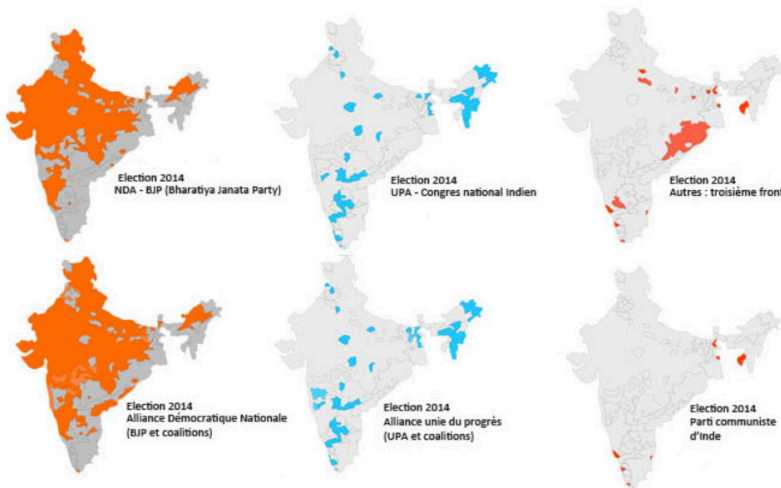 Election 2014
NDA - BJP (Bharatiya Janata Party)
Election 2014
UPA - Congres national Indien
Election 2014
Autres : troisième front
Election 2014
Alliance Démocratique Nationale
(BJP et coalitions)
Election 2014
Alliance unie du progrès
(UPA et coalitions)
Election 2014
Parti communiste
d'Inde